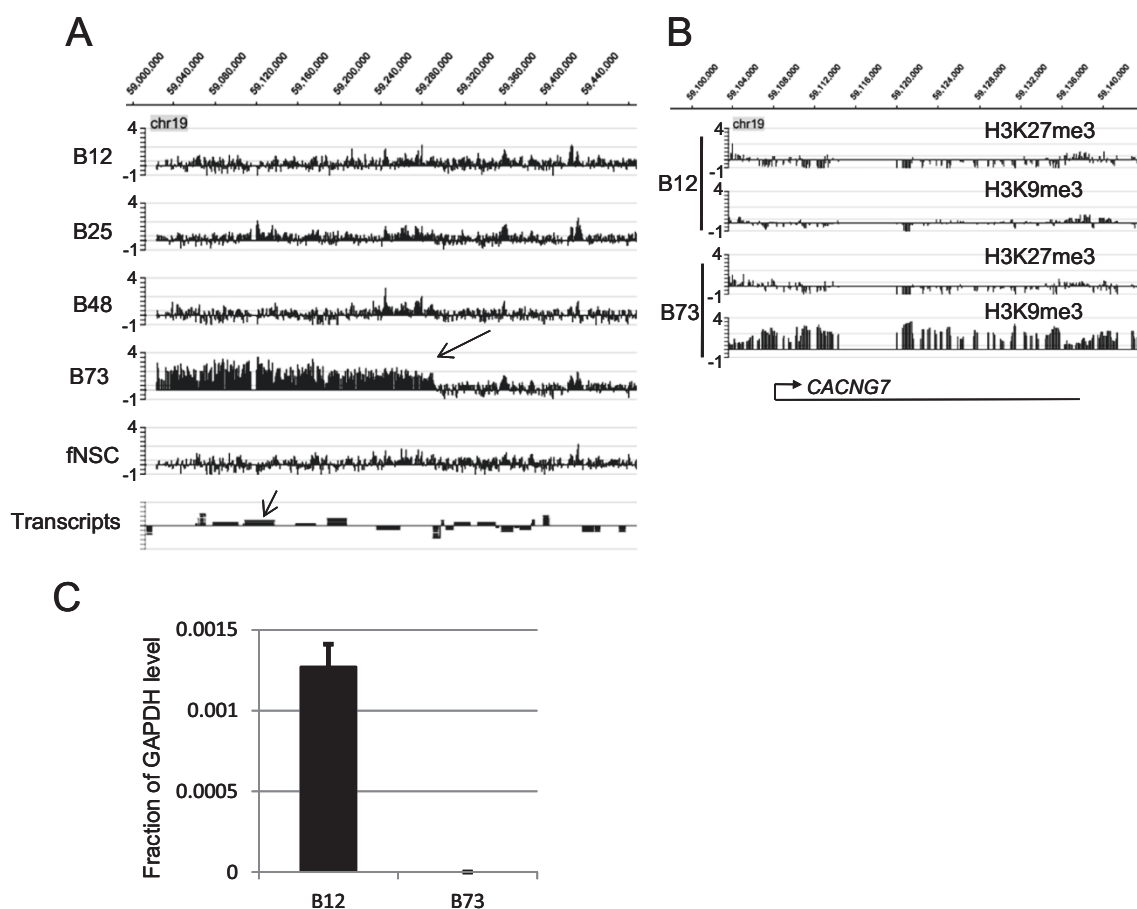 A
59.000.000 59.040.000 59.080.000 59.120.000 59.160.000 59.200.000 59.240.000 59.280.000 59.320.000 59.360.000 59.400.000 59.440.000
chr19
4
B12
-1
4
B25
-1
4
B48
-1
4
B73
-1
4
fNSC
-1
Transcripts
B
59.100.000 59.104.000 59.108.000 59.112.000 59.116.000 59.120.000 59.124.000 59.128.000 59.132.000 59.136.000 59.140.000
chr19
4
H3K27me3
-1
B12
4
H3K9me3
-1
4
H3K27me3
-1
B73
4
H3K9me3
-1
CACNG7
C
Fraction of GAPDH level
0.0015
0.001
0.0005
0
B12 B73